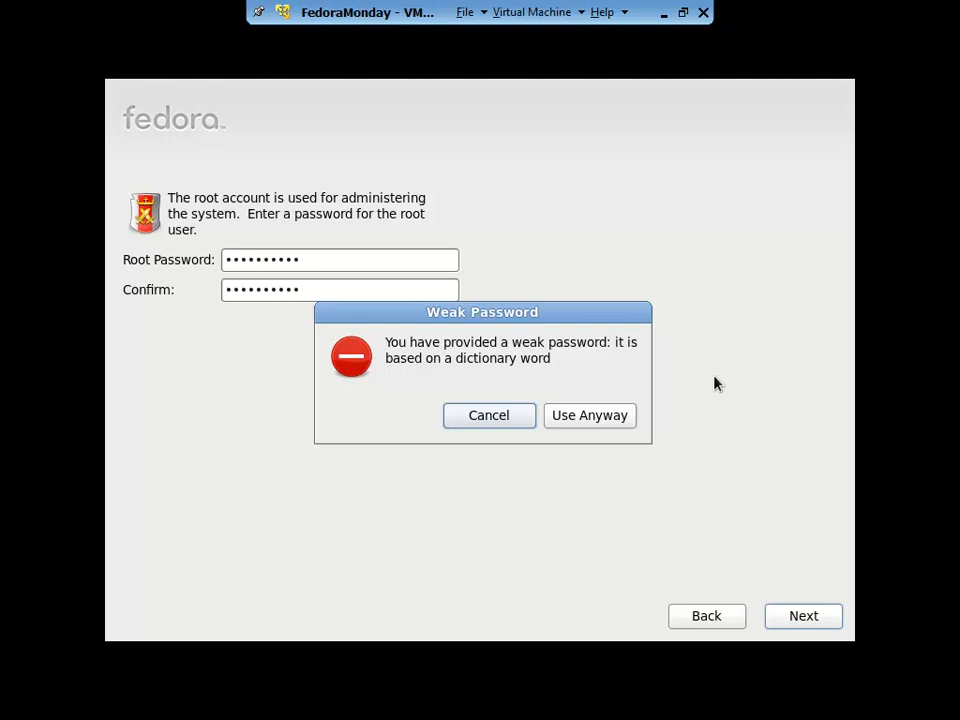 FedoraMonday - VM... File Virtual Machine Help
fedora
The root account is used for administering
the system. Enter a password for the root
user.
Root Password: ••••••••••
Confirm: ••••••••••
Weak Password
You have provided a weak password: it is
based on a dictionary word
Cancel Use Anyway
Back Next